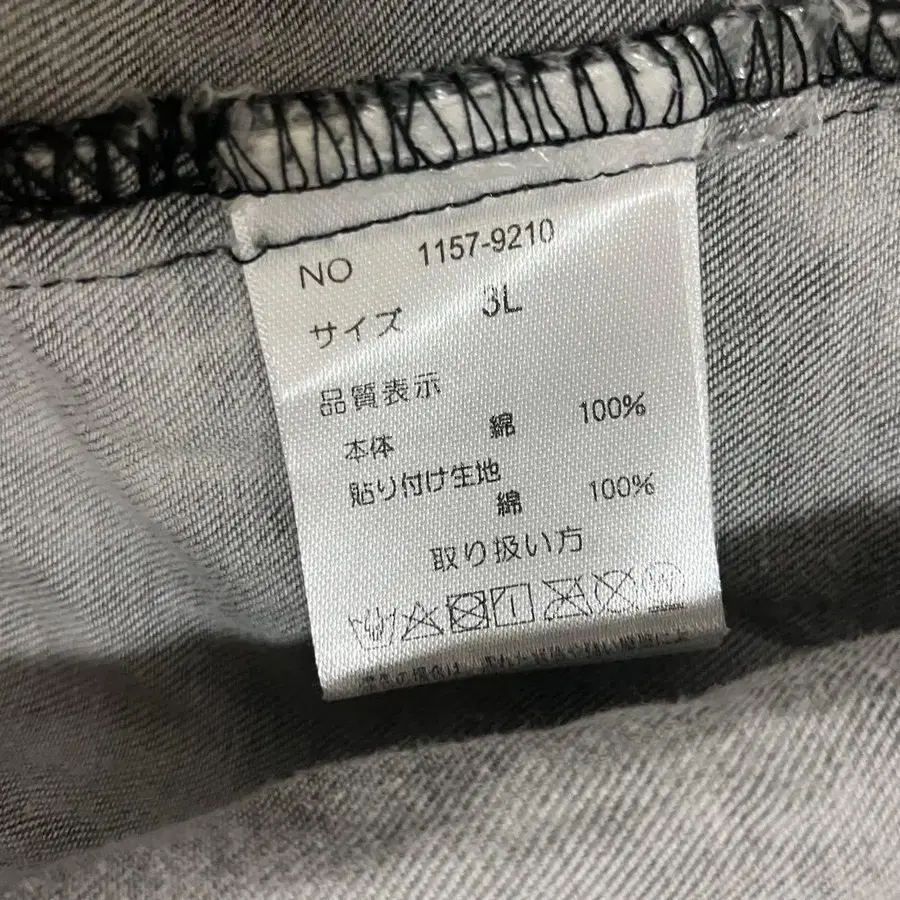 NO 1157-9210
サイズ 3L
品質表示
本体 綿 100%
貼り付け生地
綿 100%
取り扱い方